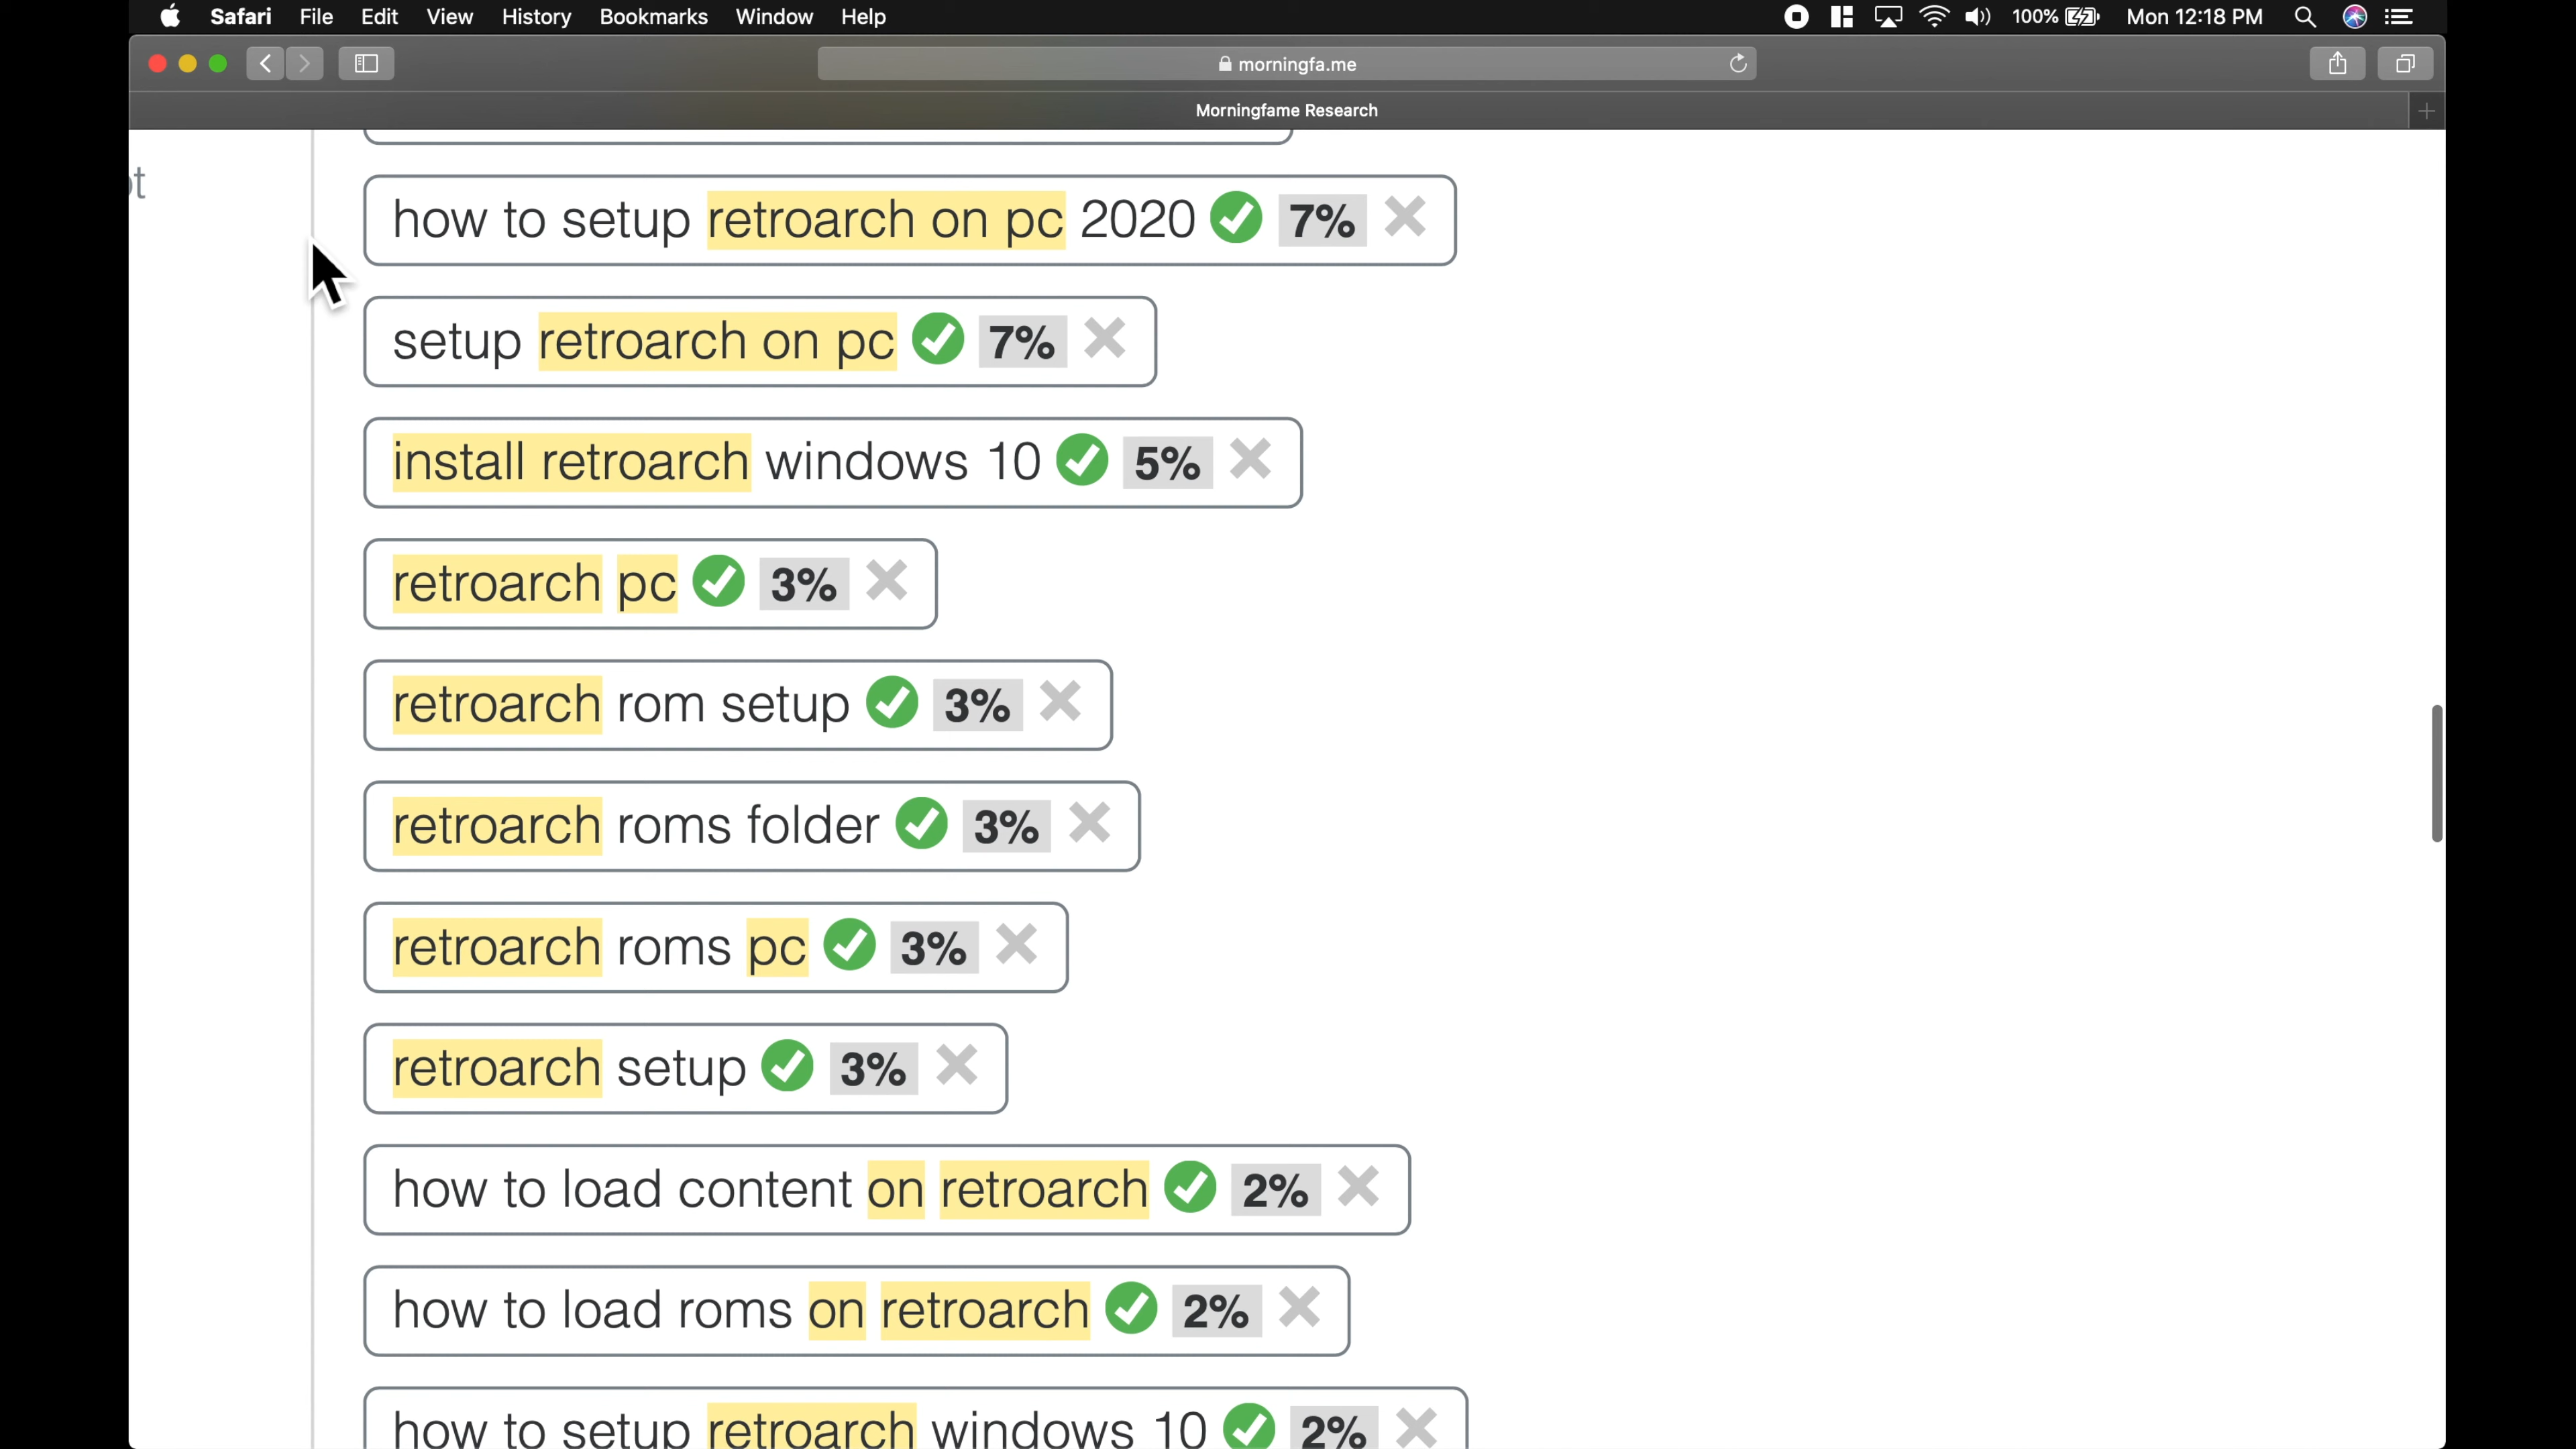 Safari File Edit View History Bookmarks Window Help 100% Mon 12:18 PM
morningfa.me
Morningfame Research
how to setup retroarch on pc 2020 7%
setup retroarch on pc 7%
install retroarch windows 10 5%
retroarch pc 3%
retroarch rom setup 3%
retroarch roms folder 3%
retroarch roms pc 3%
retroarch setup 3%
how to load content on retroarch 2%
how to load roms on retroarch 2%
how to setup retroarch windows 10 2%